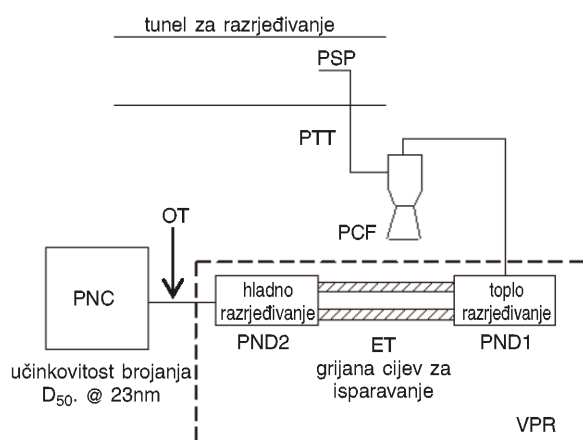 tunel za razrjeđivanje
PSP
PTT
PCF
OT
PNC
hladno
razrjeđivanje
toplo
razrjeđivanje
PND2
ET
PND1
učinkovitost brojanja
D50. @ 23nm
grijana cijev za
isparavanje
VPR